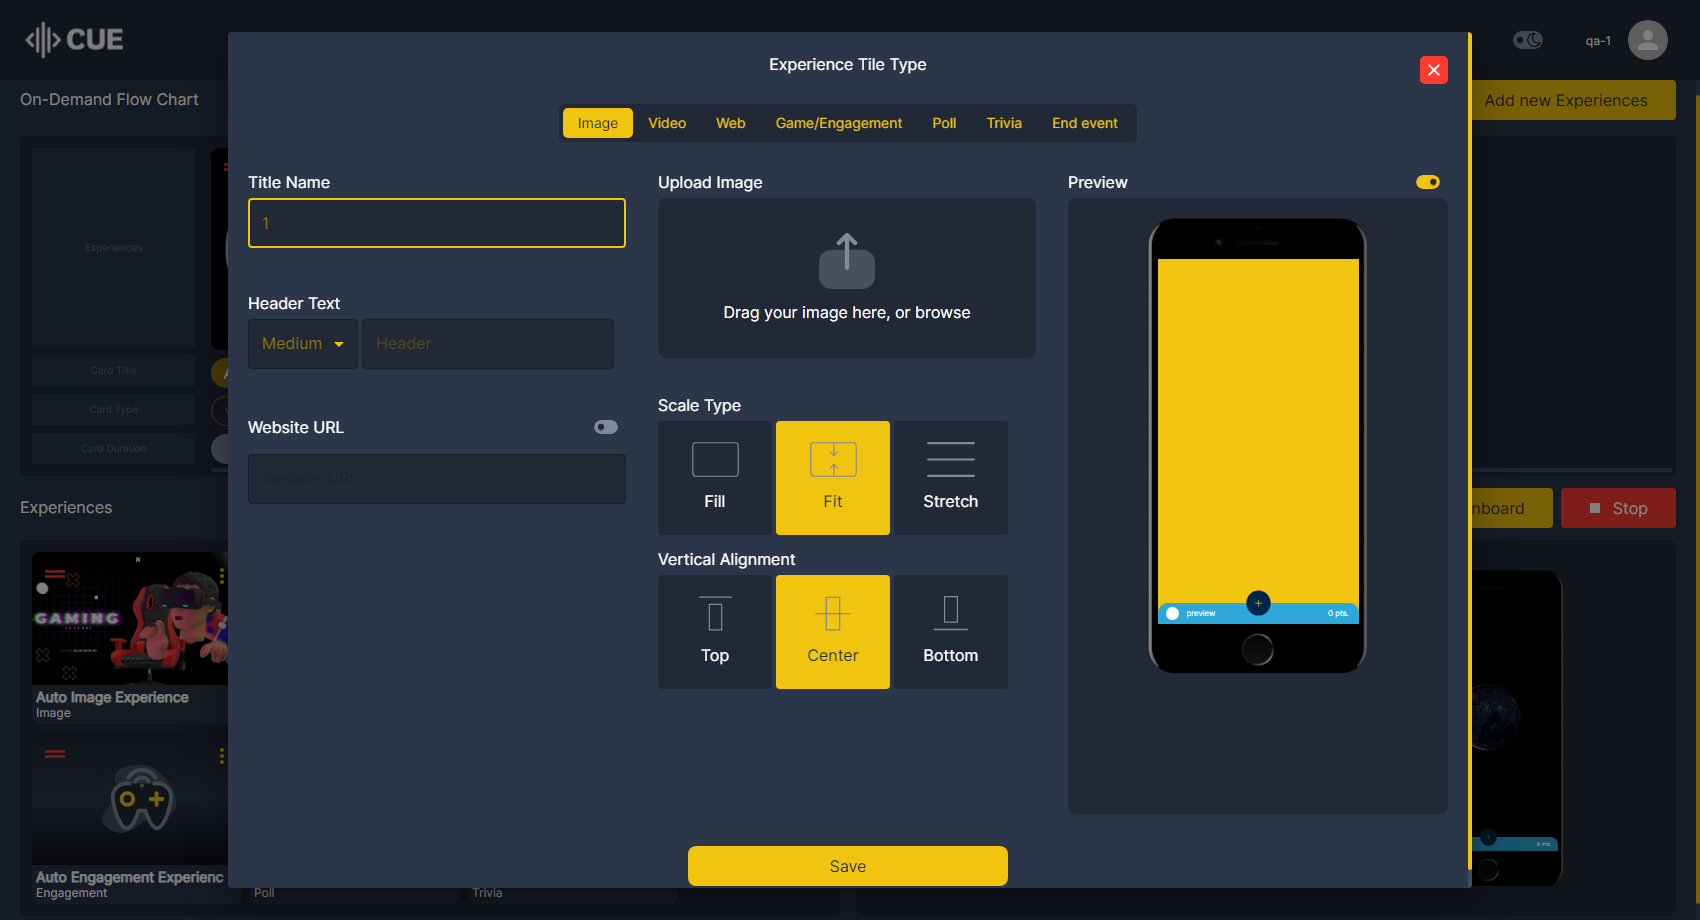 CUE
qa-1
On-Demand Flow Chart
Add new Experiences
Experiences
Card Title
Card Type
Card Duration
Experiences
nboard
Stop
GAMING
Auto Image Experience
Image
Auto Engagement Experienc
Engagement
Poll
Trivia
Experience Tile Type
Image
Video
Web
Game/Engagement
Poll
Trivia
End event
Title Name
1
Header Text
Medium
Header
Website URL
Website URL
Upload Image
Drag your image here, or browse
Scale Type
Fill
Fit
Stretch
Vertical Alignment
Top
Center
Bottom
Preview
preview
0 pts.
0 pts.
Save